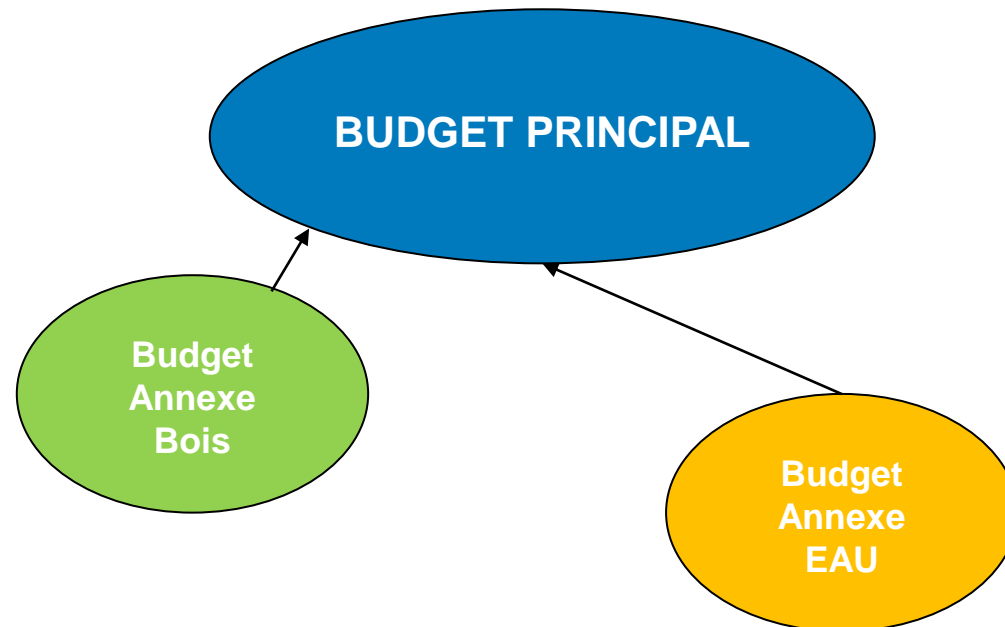 BUDGET PRINCIPAL
Budget
Annexe
Bois
Budget
Annexe
EAU